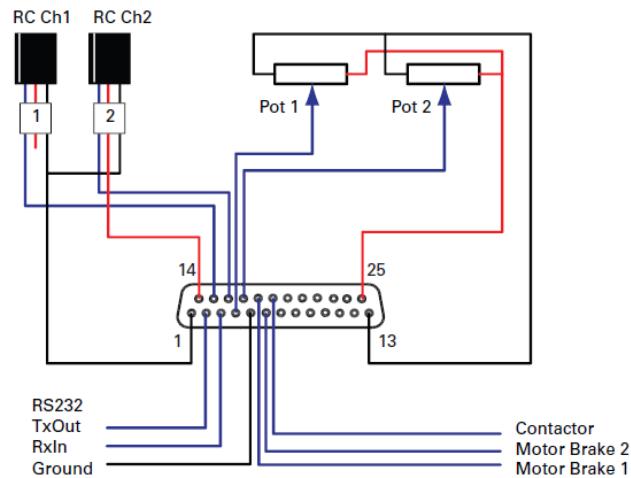 RC Ch1 RC Ch2
1 2
Pot 1 Pot 2
14 25
1 13
RS232
TxOut
RxIn
Ground
Contactor
Motor Brake 2
Motor Brake 1